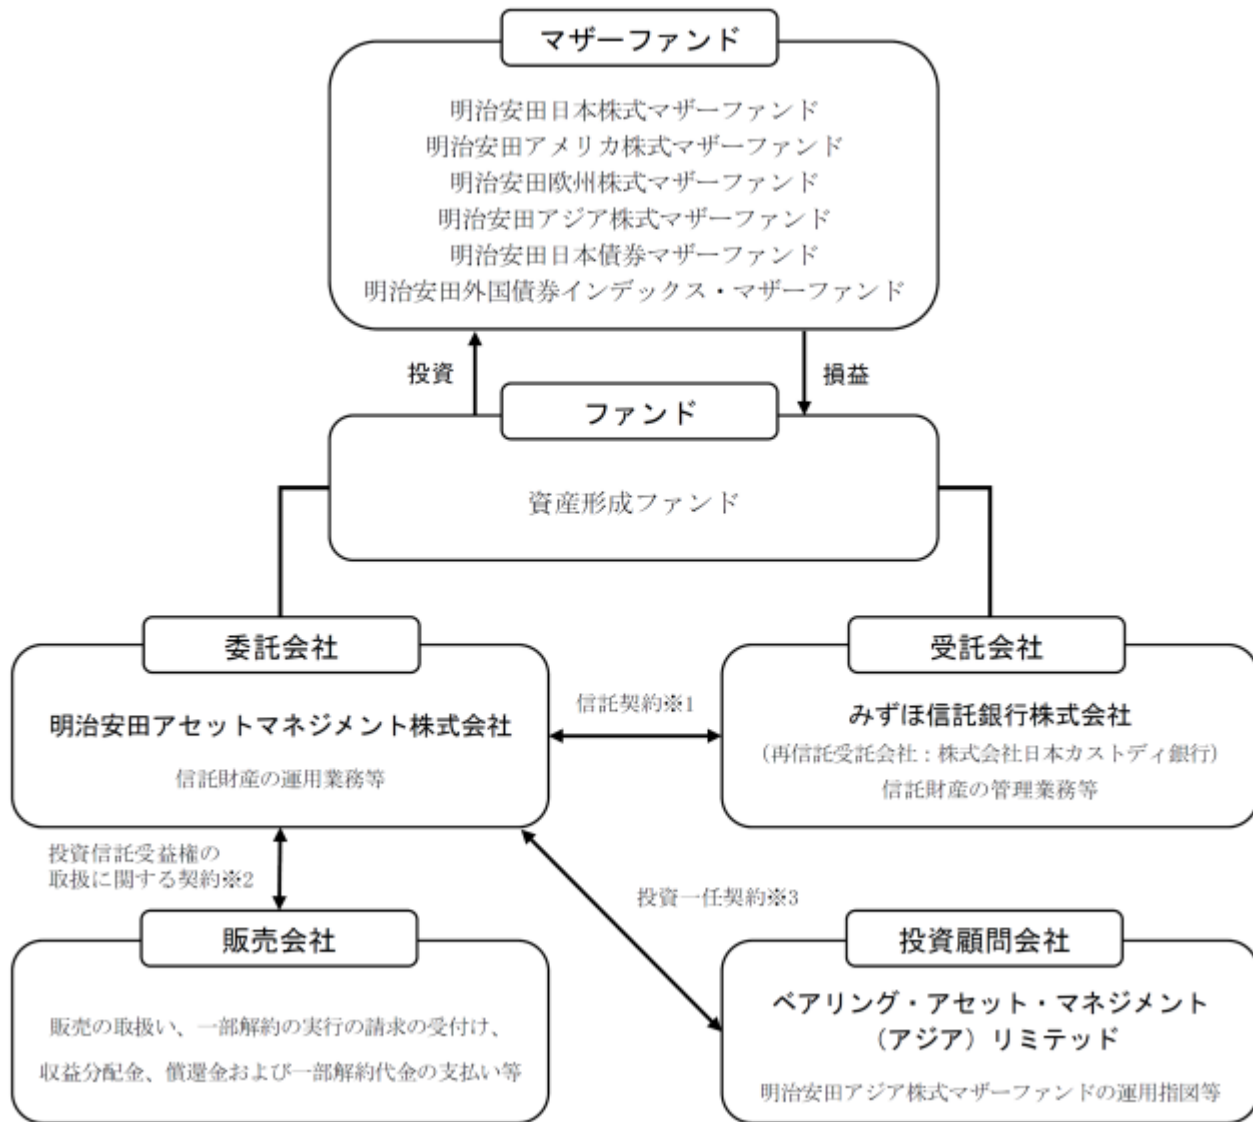 マザーファンド
明治安田日本株式マザーファンド
明治安田アメリカ株式マザーファンド
明治安田欧州株式マザーファンド
明治安田アジア株式マザーファンド
明治安田日本債券マザーファンド
明治安田外国債券インデックス・マザーファンド
投資
損益
ファンド
資産形成ファンド
委託会社
明治安田アセットマネジメント株式会社
信託財産の運用業務等
信託契約※1
受託会社
みずほ信託銀行株式会社
(再信託受託会社：株式会社日本カストディ銀行)
信託財産の管理業務等
投資信託受益権の
取扱に関する契約※2
投資一任契約※3
販売会社
販売の取扱い、一部解約の実行の請求の受付け、
収益分配金、償還金および一部解約代金の支払い等
投資顧問会社
ベアリング・アセット・マネジメント
（アジア）リミテッド
明治安田アジア株式マザーファンドの運用指図等